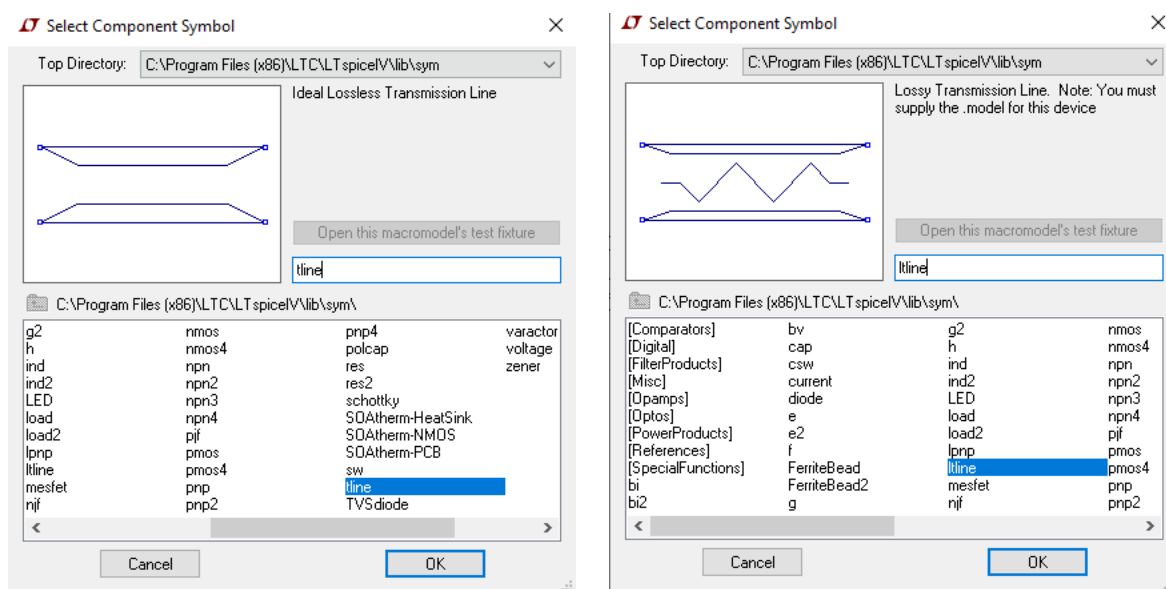 Select Component Symbol
Top Directory: C:\Program Files (x86)\LTC\LTspiceIV\lib\sym
Ideal Lossless Transmission Line
Open this macromodel's test fixture
tline
C:\Program Files (x86)\LTC\LTspiceIV\lib\sym\
g2 nmos pnp4 varactor
h nmos4 polcap voltage
ind npn res zener
ind2 npn2 res2
LED npn3 schottky
load npn4 SOAtherm-HeatSink
load2 pjf SOAtherm-NMOS
lpnp pmos SOAtherm-PCB
ltline pmos4 sw
mesfet pnp tline
njf pnp2 TVSdiode
Cancel OK
Select Component Symbol
Top Directory: C:\Program Files (x86)\LTC\LTspiceIV\lib\sym
Lossy Transmission Line. Note: You must
supply the .model for this device
Open this macromodel's test fixture
ltline
C:\Program Files (x86)\LTC\LTspiceIV\lib\sym\
[Comparators] bv g2 nmos
[Digital] cap h nmos4
[FilterProducts] csw ind npn
[Misc] current ind2 npn2
[Opamps] diode LED npn3
[Optos] e load npn4
[PowerProducts] e2 load2 pjf
[References] f lpnp pmos
[SpecialFunctions] FerriteBead ltline pmos4
bi FerriteBead2 mesfet pnp
bi2 g njf pnp2
Cancel OK